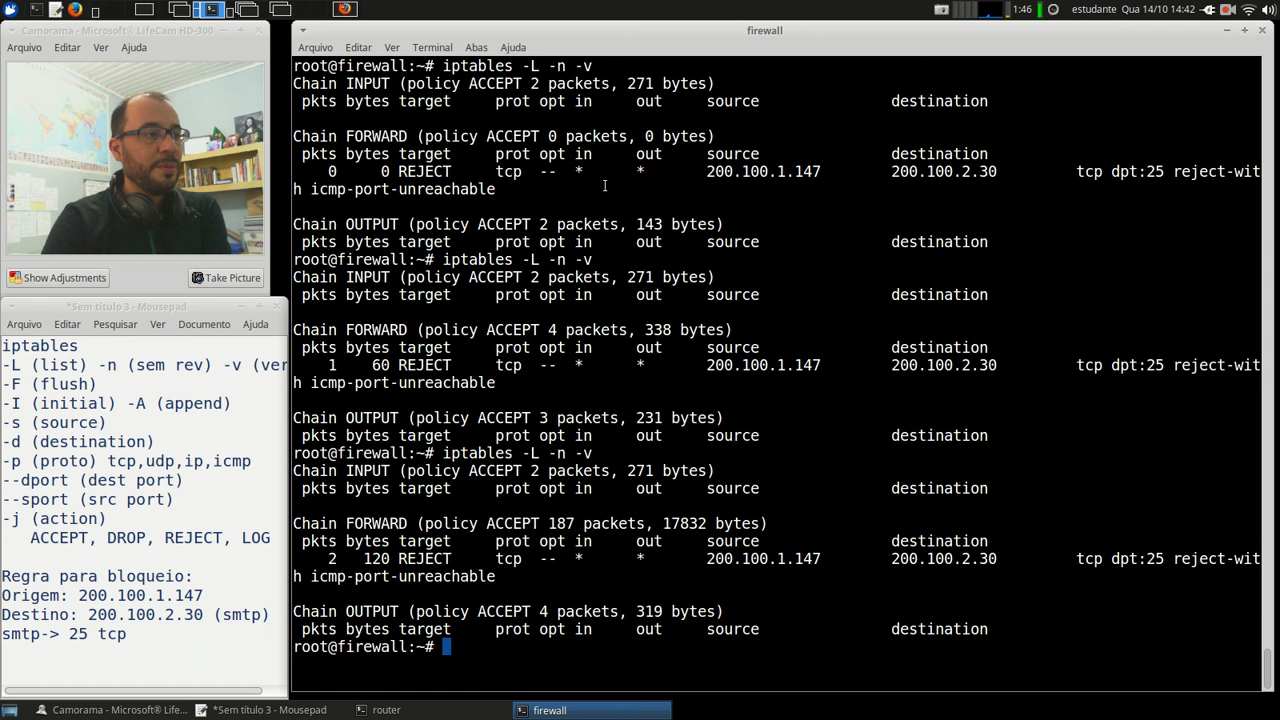 1:46 estudante Qua 14/10 14:42
Camorama - Microsoft® LifeCam HD-300
Arquivo Editar Ver Ajuda
Show Adjustments Take Picture
*Sem título 3 - Mousepad
Arquivo Editar Pesquisar Ver Documento Ajuda
iptables
-L (list) -n (sem rev) -v (ver
-F (flush)
-I (initial) -A (append)
-s (source)
-d (destination)
-p (proto) tcp,udp,ip,icmp
--dport (dest port)
--sport (src port)
-j (action)
ACCEPT, DROP, REJECT, LOG
Regra para bloqueio:
Origem: 200.100.1.147
Destino: 200.100.2.30 (smtp)
smtp-> 25 tcp
firewall
Arquivo Editar Ver Terminal Abas Ajuda
root@firewall:~# iptables -L -n -v
Chain INPUT (policy ACCEPT 2 packets, 271 bytes)
pkts bytes target prot opt in out source destination
Chain FORWARD (policy ACCEPT 0 packets, 0 bytes)
pkts bytes target prot opt in out source destination
0 0 REJECT tcp -- * * 200.100.1.147 200.100.2.30 tcp dpt:25 reject-wit
h icmp-port-unreachable
Chain OUTPUT (policy ACCEPT 2 packets, 143 bytes)
pkts bytes target prot opt in out source destination
root@firewall:~# iptables -L -n -v
Chain INPUT (policy ACCEPT 2 packets, 271 bytes)
pkts bytes target prot opt in out source destination
Chain FORWARD (policy ACCEPT 4 packets, 338 bytes)
pkts bytes target prot opt in out source destination
1 60 REJECT tcp -- * * 200.100.1.147 200.100.2.30 tcp dpt:25 reject-wit
h icmp-port-unreachable
Chain OUTPUT (policy ACCEPT 3 packets, 231 bytes)
pkts bytes target prot opt in out source destination
root@firewall:~# iptables -L -n -v
Chain INPUT (policy ACCEPT 2 packets, 271 bytes)
pkts bytes target prot opt in out source destination
Chain FORWARD (policy ACCEPT 187 packets, 17832 bytes)
pkts bytes target prot opt in out source destination
2 120 REJECT tcp -- * * 200.100.1.147 200.100.2.30 tcp dpt:25 reject-wit
h icmp-port-unreachable
Chain OUTPUT (policy ACCEPT 4 packets, 319 bytes)
pkts bytes target prot opt in out source destination
root@firewall:~#
Camorama - Microsoft® LifeC... *Sem título 3 - Mousepad router firewall